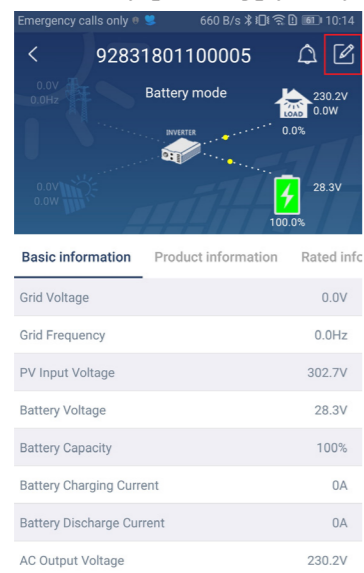 Emergency calls only 660 B/s 61 10:14
92831801100005
0.0V
0.0Hz
Battery mode
230.2V
LOAD 0.0W
INVERTER
0.0%
0.0V
0.0W
28.3V
100.0%
Basic information Product information Rated info
Grid Voltage 0.0V
Grid Frequency 0.0Hz
PV Input Voltage 302.7V
Battery Voltage 28.3V
Battery Capacity 100%
Battery Charging Current 0A
Battery Discharge Current 0A
AC Output Voltage 230.2V